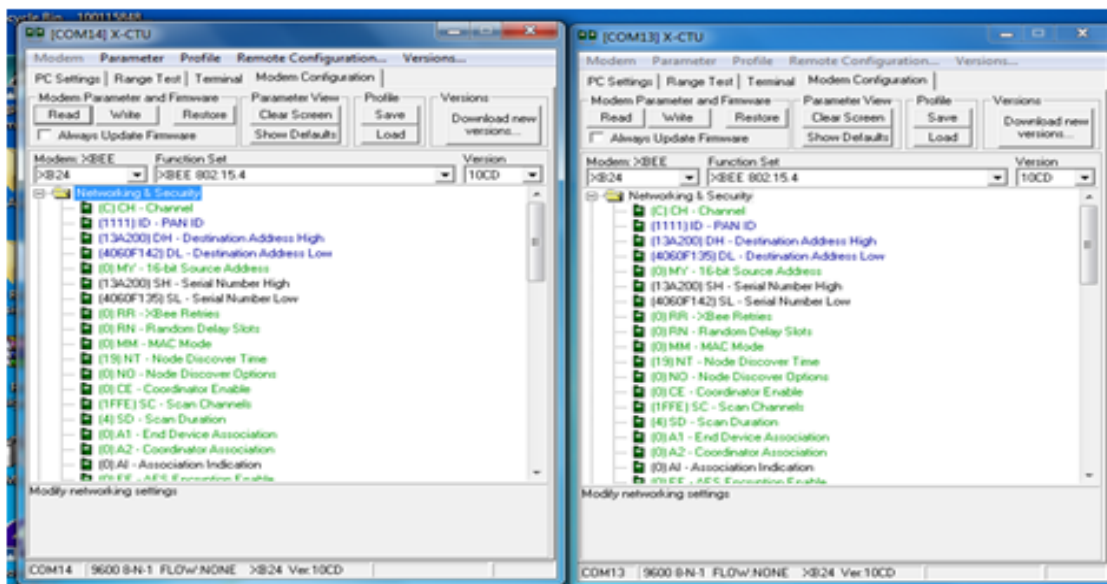 cycle Bin 100115848
[COM14] X-CTU
Modem Parameter Profile Remote Configuration... Versions...
PC Settings Range Test Terminal Modem Configuration
Modem Parameter and Firmware Parameter View Profile Versions
Read Write Restore Clear Screen Save Download new versions...
Always Update Firmware Show Defaults Load
Modem: XBEE Function Set Version
XB24 XBEE 802.15.4 10CD
Networking & Security
(C) CH - Channel
(1111) ID - PAN ID
(13A200) DH - Destination Address High
(4060F142) DL - Destination Address Low
(0) MY - 16-bit Source Address
(13A200) SH - Serial Number High
(4060F135) SL - Serial Number Low
(0) RR - XBee Retries
(0) RN - Random Delay Slots
(0) MM - MAC Mode
(19) NT - Node Discover Time
(0) NO - Node Discover Options
(0) CE - Coordinator Enable
(1FFE) SC - Scan Channels
(4) SD - Scan Duration
(0) A1 - End Device Association
(0) A2 - Coordinator Association
(0) AI - Association Indication
(0) EE - AES Encryption Enable
Modify networking settings
COM14 9600 8-N-1 FLOW:NONE XB24 Ver:10CD
[COM13] X-CTU
Modem Parameter Profile Remote Configuration... Versions...
PC Settings Range Test Terminal Modem Configuration
Modem Parameter and Firmware Parameter View Profile Versions
Read Write Restore Clear Screen Save Download new versions...
Always Update Firmware Show Defaults Load
Modem: XBEE Function Set Version
XB24 XBEE 802.15.4 10CD
Networking & Security
(C) CH - Channel
(1111) ID - PAN ID
(13A200) DH - Destination Address High
(4060F135) DL - Destination Address Low
(0) MY - 16-bit Source Address
(13A200) SH - Serial Number High
(4060F142) SL - Serial Number Low
(0) RR - XBee Retries
(0) RN - Random Delay Slots
(0) MM - MAC Mode
(19) NT - Node Discover Time
(0) NO - Node Discover Options
(0) CE - Coordinator Enable
(1FFE) SC - Scan Channels
(4) SD - Scan Duration
(0) A1 - End Device Association
(0) A2 - Coordinator Association
(0) AI - Association Indication
(0) EE - AES Encryption Enable
Modify networking settings
COM13 9600 8-N-1 FLOW:NONE XB24 Ver:10CD